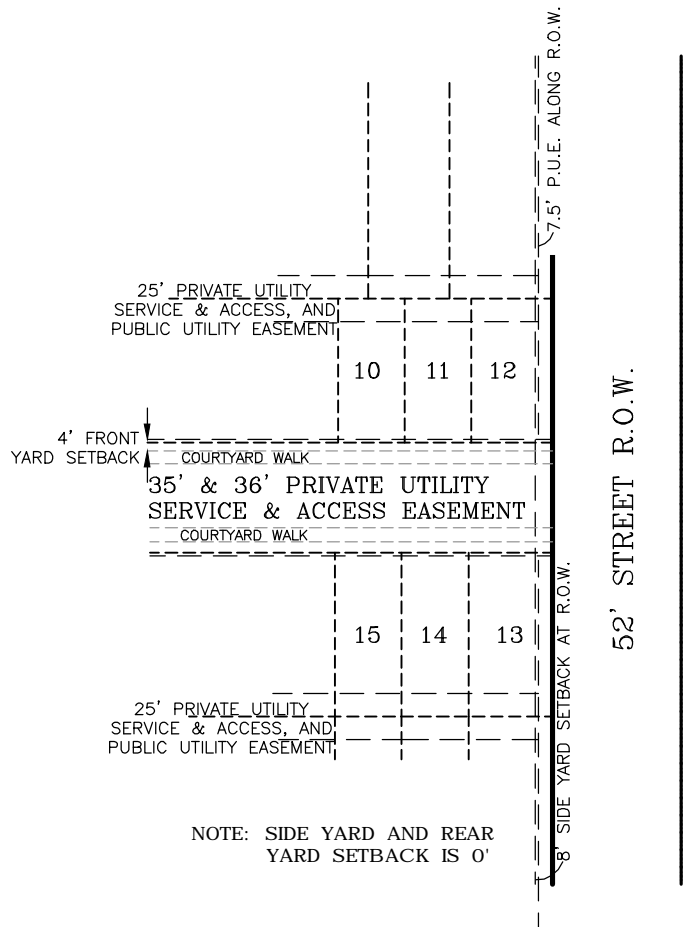 7.5' P.U.E. ALONG R.O.W.
25' PRIVATE UTILITY
SERVICE & ACCESS, AND
PUBLIC UTILITY EASEMENT
10
11
12
4' FRONT
YARD SETBACK
COURTYARD WALK
35' & 36' PRIVATE UTILITY
SERVICE & ACCESS EASEMENT
COURTYARD WALK
52' STREET R.O.W.
15
14
13
8' SIDE YARD SETBACK AT R.O.W.
25' PRIVATE UTILITY
SERVICE & ACCESS, AND
PUBLIC UTILITY EASEMENT
NOTE: SIDE YARD AND REAR
YARD SETBACK IS 0'